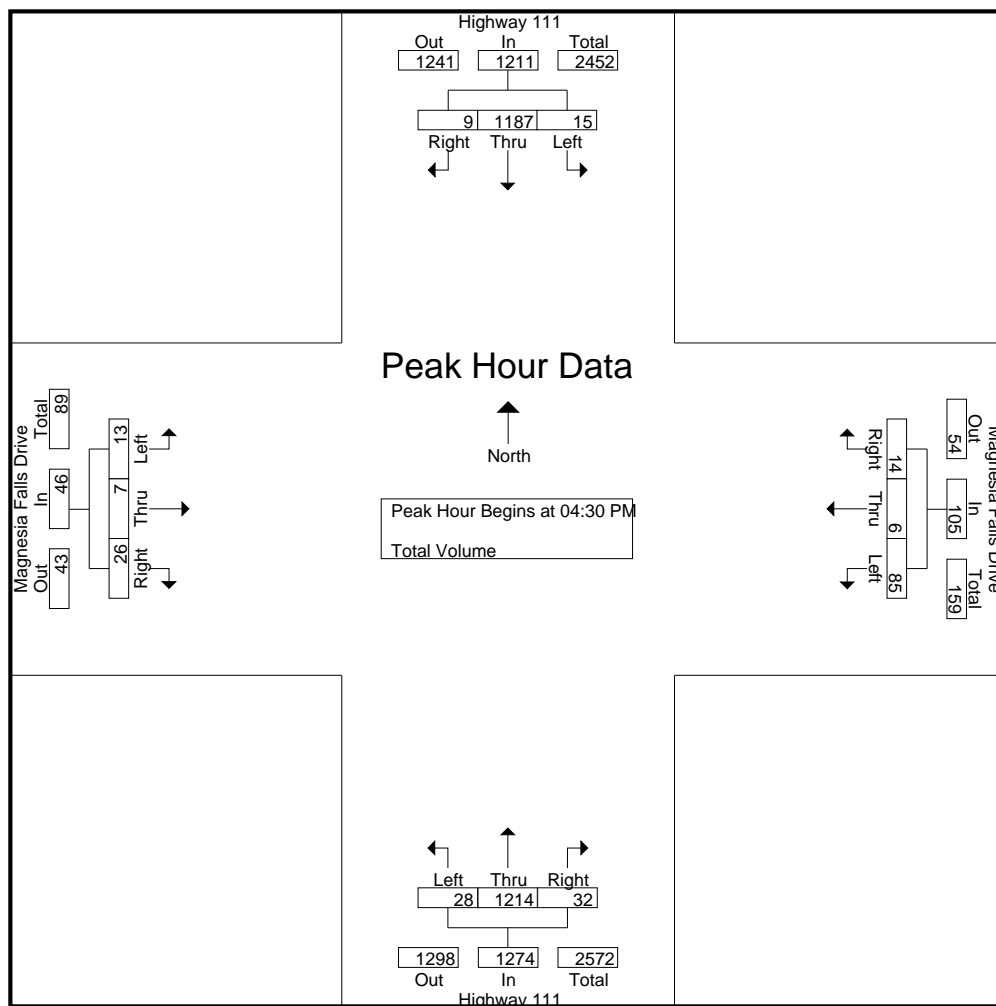 Highway 111
Out In Total
1241 1211 2452
9 1187 15
Right Thru Left
Peak Hour Data
North
Peak Hour Begins at 04:30 PM
Total Volume
Magnesia Falls Drive
Out In Total
43 46 89
13 7 26
Left Thru Right
Magnesia Falls Drive
Out In Total
54 105 159
14 6 85
Right Thru Left
Left Thru Right
28 1214 32
1298 1274 2572
Out In Total
Highway 111